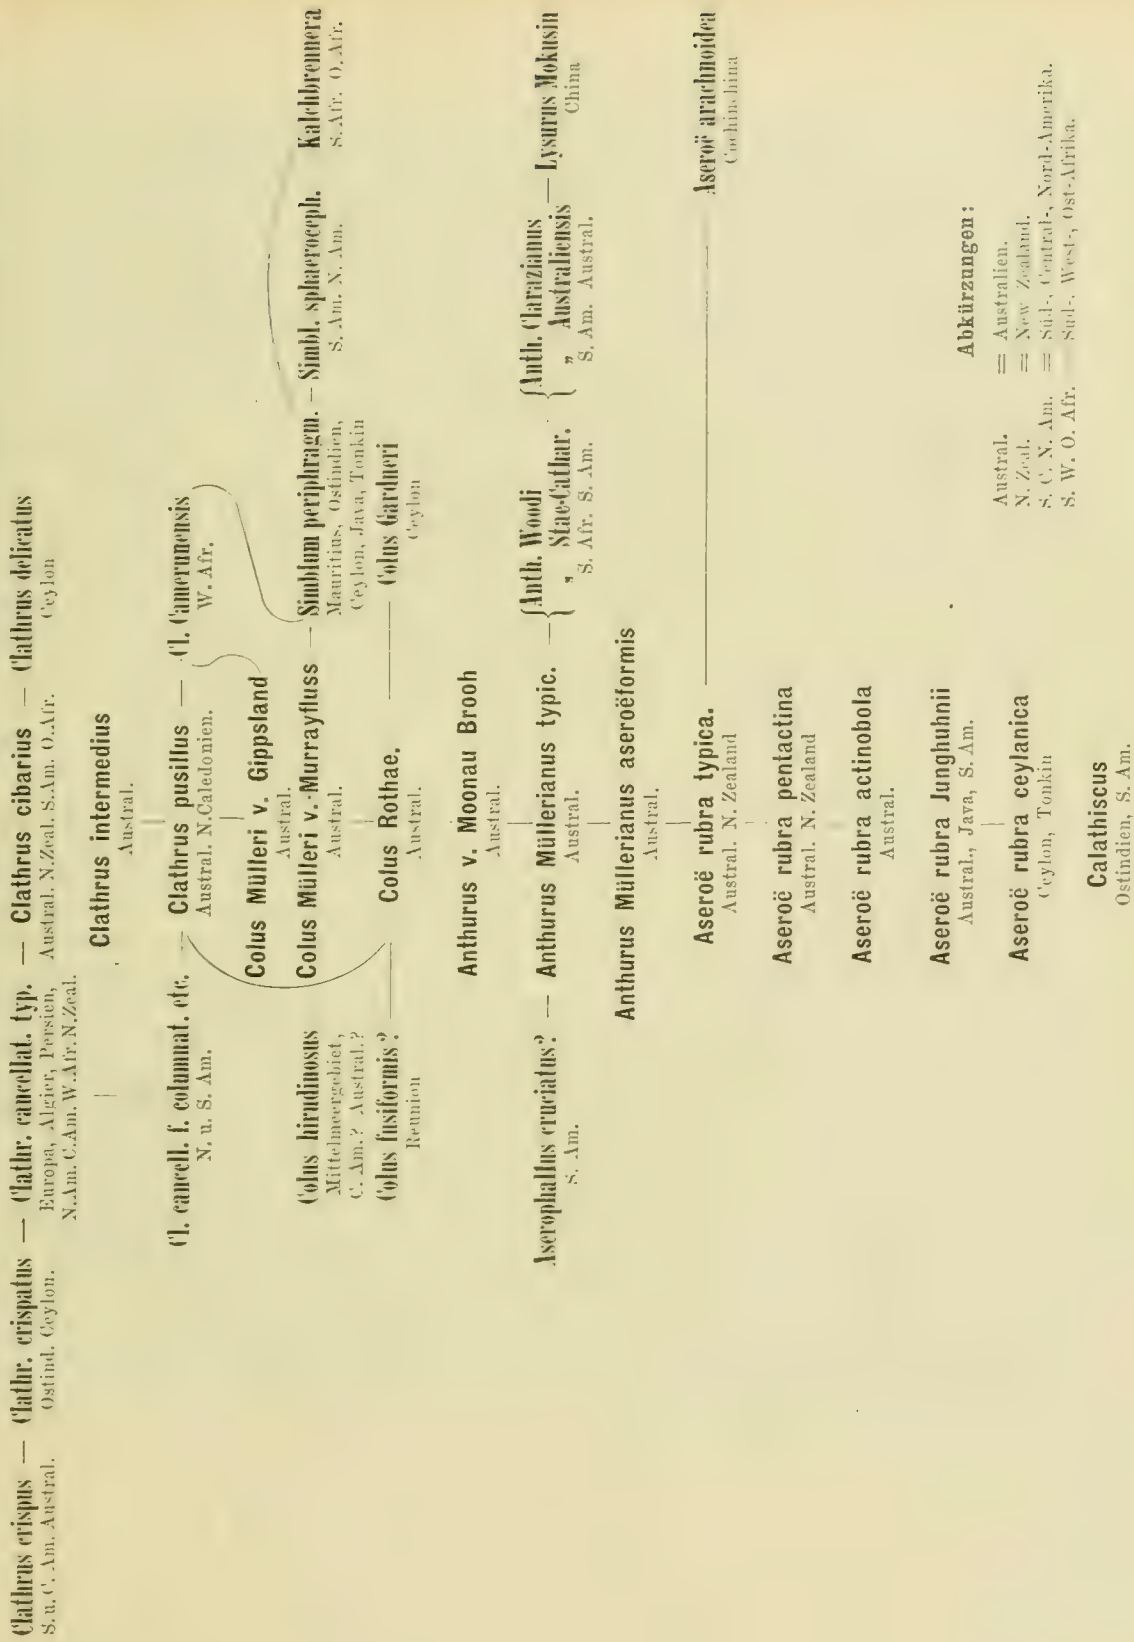 Clathrus crispus — Clathr. crispatus — Clathr. cancellat. typ. — Clathrus cibarius — Clathrus delicatus
S. u. C. Am. Austral.
Ostind. Ceylon.
Europa, Algier, Persien,
N.Am. C.Am. W.Afr. N.Zeal.
Austral. N.Zeal. S.Am. O.Afr.
Ceylon
Clathrus intermedius
Austral.
Cl. cancell. f. columnat. etc. — Clathrus pusillus — Cl. Camerunensis
N. u. S. Am.
Austral. N.Caledonien.
W. Afr.
Colus Mülleri v. Gippsland
Austral.
Colus hirudinosus
Mittelmeergebiet,
C. Am.? Austral.?
Colus Mülleri v. Murrayfluss — Simblum periphragm. — Simbl. sphaeroceph.
Austral.
Mauritius, Ostindien,
Ceylon, Java, Tonkin
S. Am. N. Am.
Kalchbrennera
S. Afr. O. Afr.
Colus fusiformis? — Colus Rothae. — Colus Gardneri
Reunion
Austral.
Ceylon
Anthurus v. Moonau Brooh
Austral.
Aserophallus cruciatus? — Anthurus Müllerianus typic. — {Anth. Woodi
„ Stae-Cathar.
{Anth. Clarazianus
„ Australiensis
— Lysurus Mokusin
S. Am.
Austral.
S. Afr. S. Am.
S. Am. Austral.
China
Anthurus Müllerianus aseroëformis
Austral.
Aseroë rubra typica. — Aseroë arachnoidea
Austral. N. Zealand
Cochinchina
Aseroë rubra pentactina
Austral. N. Zealand
Aseroë rubra actinobola
Austral.
Aseroë rubra Junghuhnii
Austral., Java, S. Am.
Aseroë rubra ceylanica
Ceylon, Tonkin
Calathiscus
Ostindien, S. Am.
Abkürzungen:
Austral. = Australien.
N. Zeal. = New Zealand.
S. C. N. Am. = Süd-, Central-, Nord-Amerika.
S. W. O. Afr. Süd-, West-, Ost-Afrika.